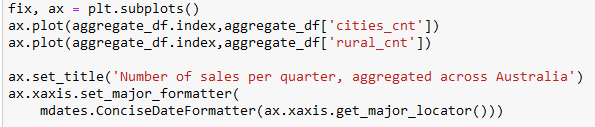 fix, ax = plt.subplots()
ax.plot(aggregate_df.index,aggregate_df['cities_cnt'])
ax.plot(aggregate_df.index,aggregate_df['rural_cnt'])

ax.set_title('Number of sales per quarter, aggregated across Australia')
ax.xaxis.set_major_formatter(
    mdates.ConciseDateFormatter(ax.xaxis.get_major_locator()))